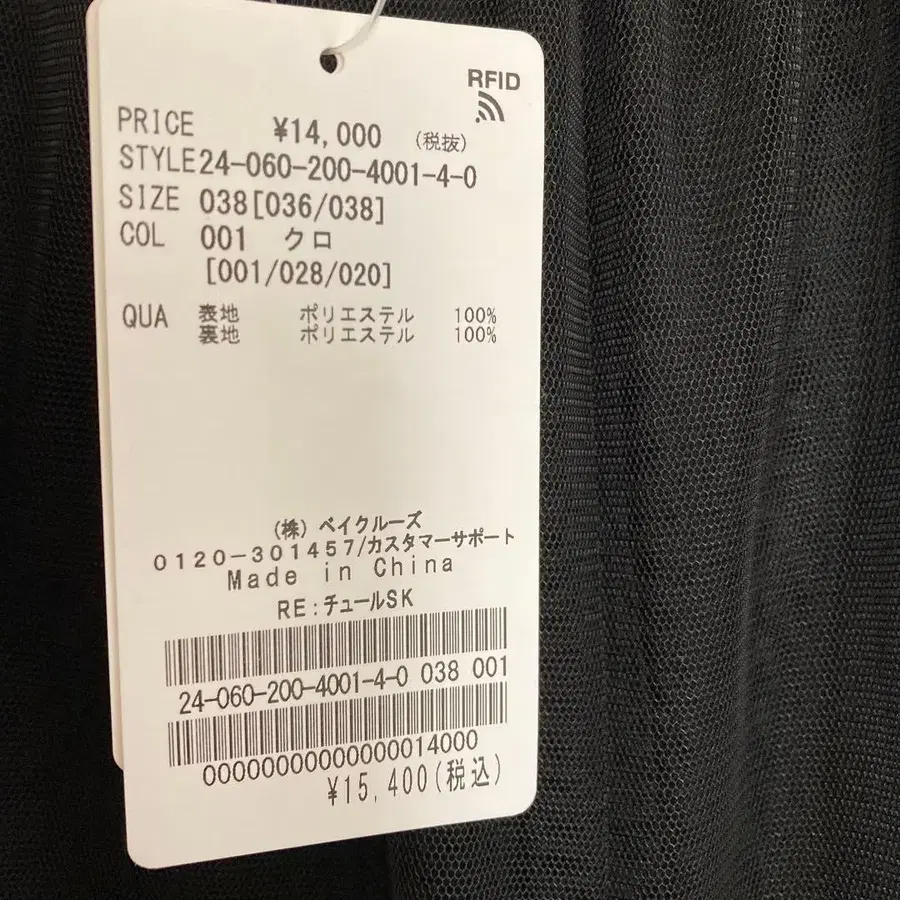 RFID
PRICE ¥14,000 (税抜)
STYLE 24-060-200-4001-4-0
SIZE 038[036/038]
COL 001 クロ
[001/028/020]
QUA 表地 ポリエステル 100%
裏地 ポリエステル 100%
(株) ベイクルーズ
0120-301457/カスタマーサポート
Made in China
RE:チュールSK
24-060-200-4001-4-0 038 001
00000000000000014000
¥15,400(税込)